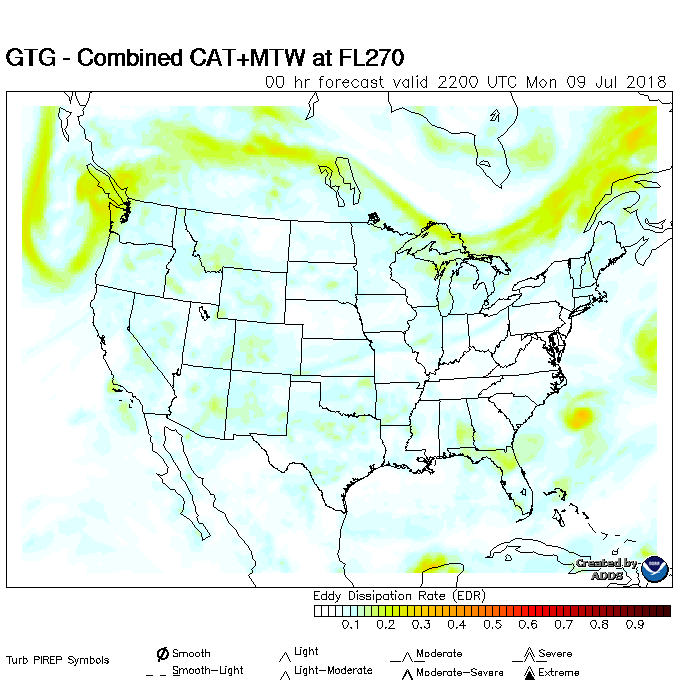 GTG - Combined CAT+MTW at FL270
00 hr forecast valid 2200 UTC Mon 09 Jul 2018
Created by
ADDS
Eddy Dissipation Rate (EDR)
0.1 0.2 0.3 0.4 0.5 0.6 0.7 0.8 0.9
Turb PIREP Symbols
Smooth Light Moderate Severe
Smooth-Light Light-Moderate Moderate-Severe Extreme